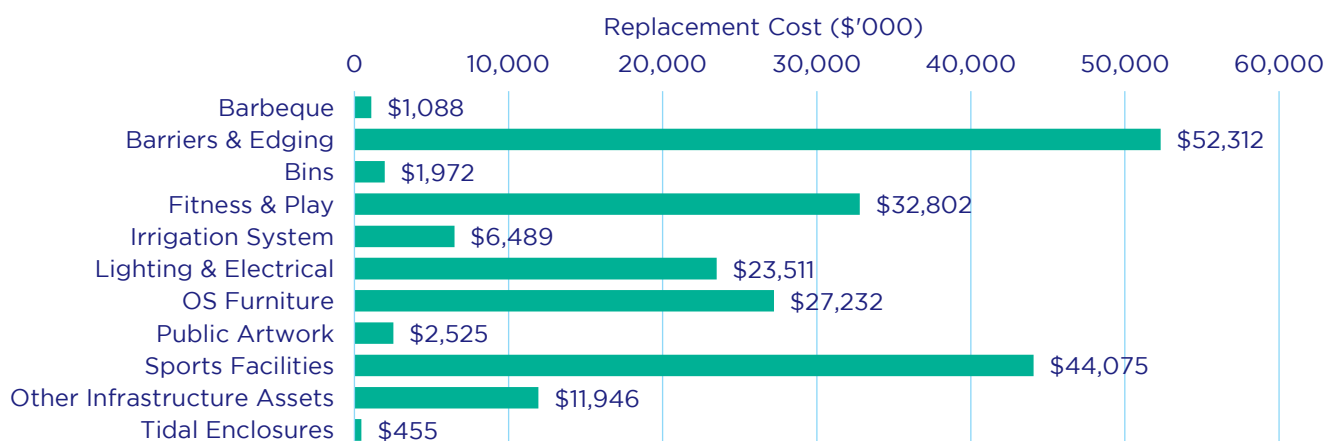 Replacement Cost ($'000)
0 10,000 20,000 30,000 40,000 50,000 60,000
Barbeque $1,088
Barriers & Edging $52,312
Bins $1,972
Fitness & Play $32,802
Irrigation System $6,489
Lighting & Electrical $23,511
OS Furniture $27,232
Public Artwork $2,525
Sports Facilities $44,075
Other Infrastructure Assets $11,946
Tidal Enclosures $455